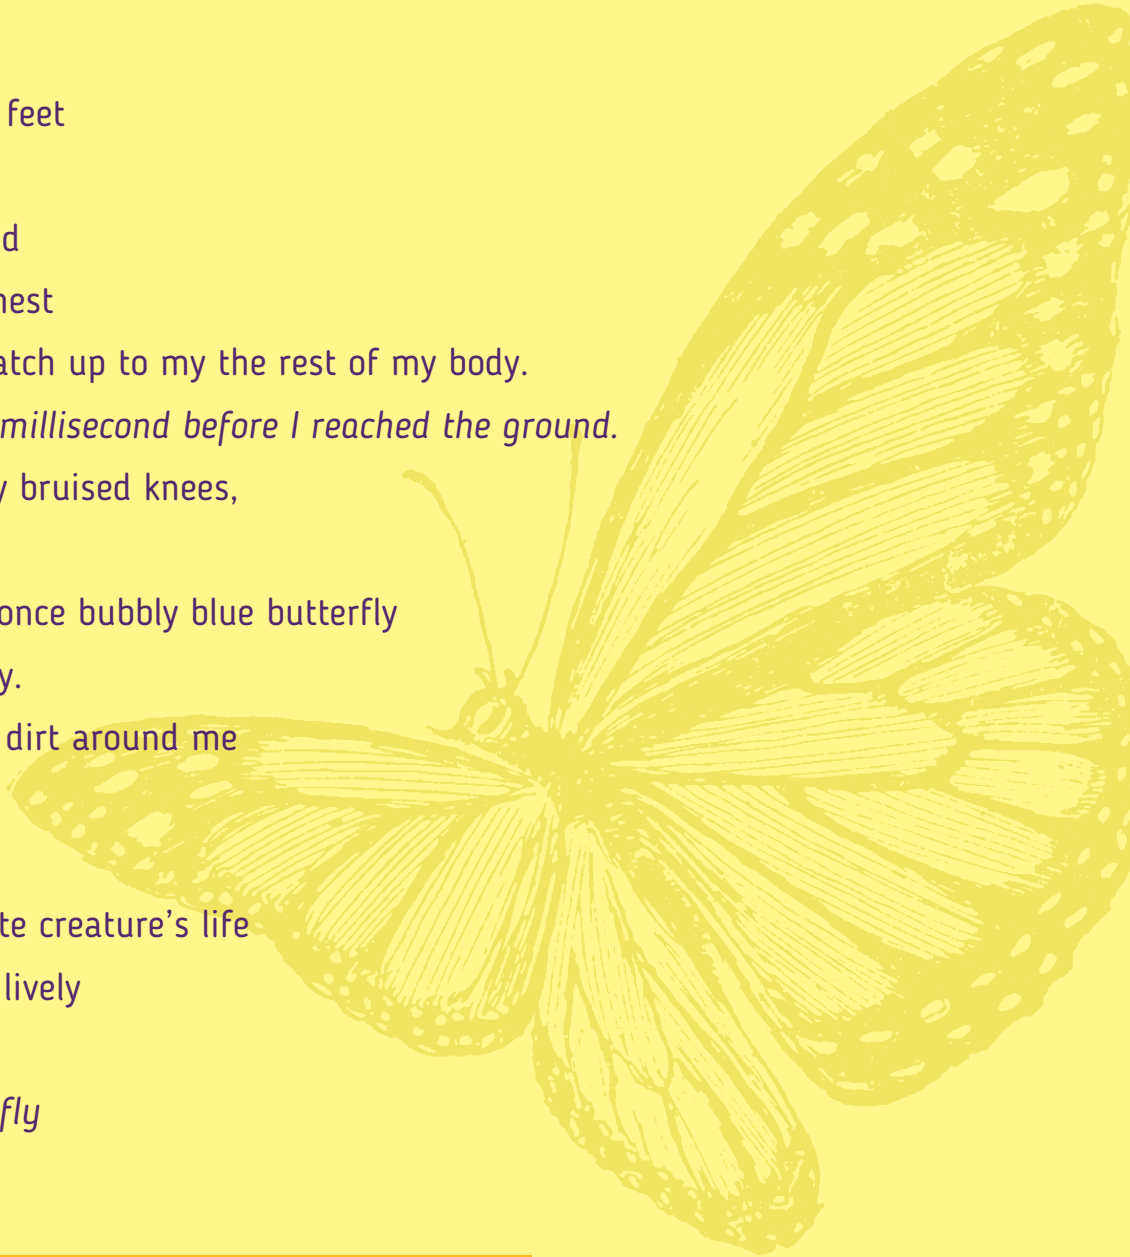 feet
d
nest
atch up to my the rest of my body.
millisecond before I reached the ground.
y bruised knees,
once bubbly blue butterfly
y.
dirt around me
te creature's life
lively
fly